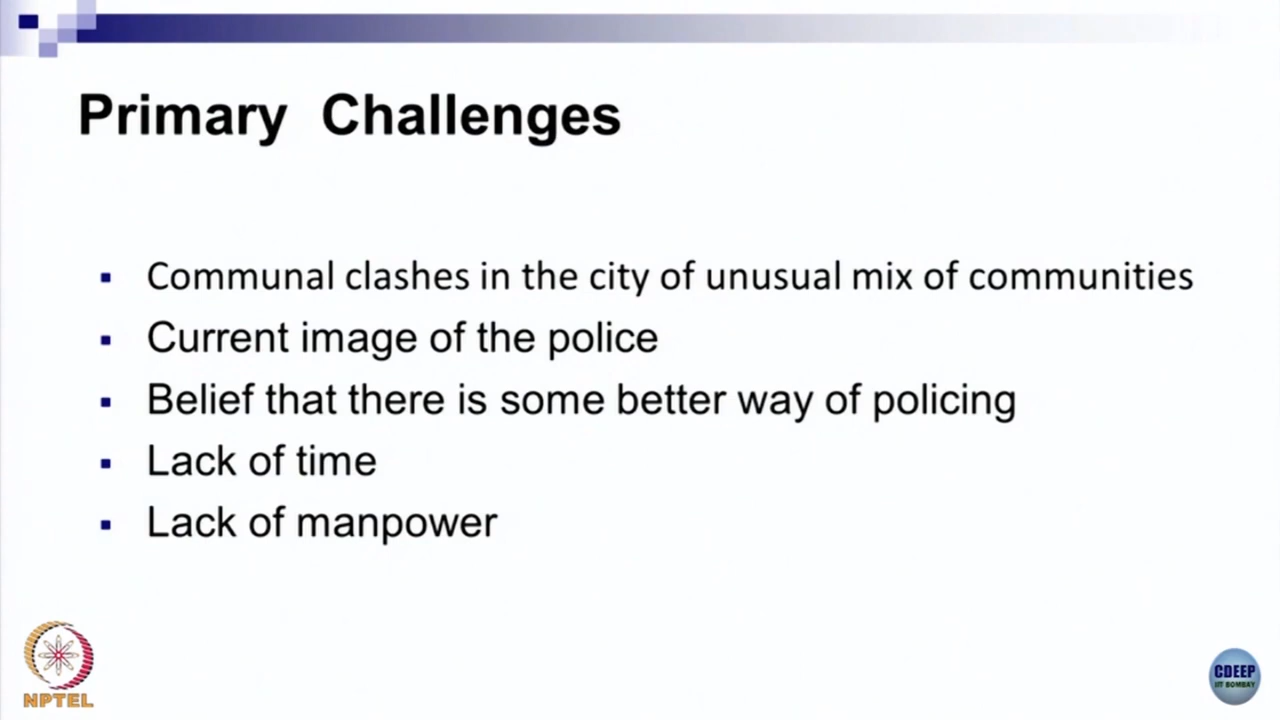 Primary Challenges
Communal clashes in the city of unusual mix of communities
Current image of the police
Belief that there is some better way of policing
Lack of time
Lack of manpower
NPTEL
CDEEP
IIT BOMBAY